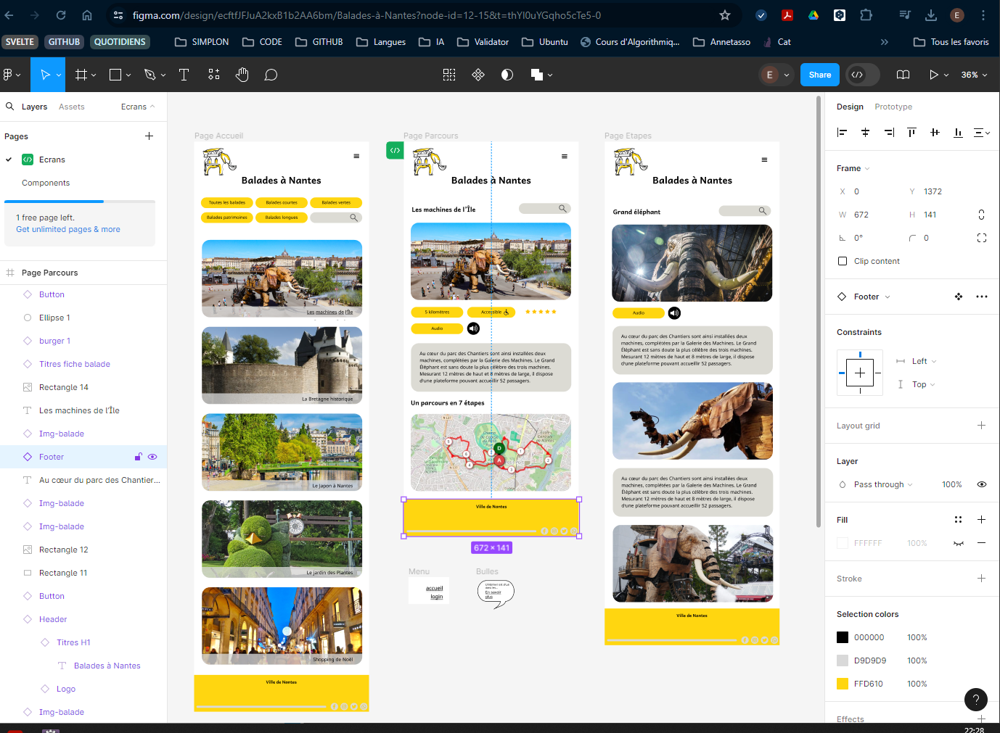 figma.com/design/ecftfJFJuA2kxB1b2AA6bm/Balades-à-Nantes?node-id=12-15&t=thYl0uYGqho5cTe5-0
E
SVELTE GITHUB QUOTIDIENS SIMPLON CODE GITHUB Langues IA Validator Ubuntu Cours d'Algorithmiq... Annetasso Cat » Tous les favoris
E Share 36%
Layers Assets Ecrans
Pages
Ecrans
Components
1 free page left.
Get unlimited pages & more
Page Parcours
Button
Ellipse 1
burger 1
Titres fiche balade
Rectangle 14
Les machines de l'Île
Img-balade
Footer
Au cœur du parc des Chantier...
Img-balade
Img-balade
Rectangle 12
Rectangle 11
Button
Header
Titres H1
Balades à Nantes
Logo
Img-balade
Page Accueil
Balades à Nantes
Toutes les balades Balades courtes Balades vertes
Balades patrimoines Balades longues
Les machines de l'Île
La Bretagne historique
Le Japon à Nantes
Le jardin des Plantes
Shopping de Noël
Ville de Nantes
Page Parcours
Balades à Nantes
Les machines de l'Île
5 kilomètres Accessible
Audio
Au cœur du parc des Chantiers sont ainsi installées deux
machines, complétées par la Galerie des Machines. Le Grand
Éléphant est sans doute la plus célèbre des trois machines.
Mesurant 12 mètres de haut et 8 mètres de large, il dispose
d'une plateforme pouvant accueillir 52 passagers.
Un parcours en 7 étapes
D
A
Ville de Nantes
672 × 141
Menu
accueil
login
Bulles
En savoir
plus
Page Etapes
Balades à Nantes
Grand éléphant
Audio
Au cœur du parc des Chantiers sont ainsi installées deux
machines, complétées par la Galerie des Machines. Le Grand
Éléphant est sans doute la plus célèbre des trois machines.
Mesurant 12 mètres de haut et 8 mètres de large, il dispose
d'une plateforme pouvant accueillir 52 passagers.
Au cœur du parc des Chantiers sont ainsi installées deux
machines, complétées par la Galerie des Machines. Le Grand
Éléphant est sans doute la plus célèbre des trois machines.
Mesurant 12 mètres de haut et 8 mètres de large, il dispose
d'une plateforme pouvant accueillir 52 passagers.
Ville de Nantes
Design Prototype
Frame
X 0 Y 1372
W 672 H 141
0° 0
Clip content
Footer
Constraints
Left
Top
Layout grid
Layer
Pass through 100%
Fill
FFFFFF 100%
Stroke
Selection colors
000000 100%
D9D9D9 100%
FFD610 100%
Effects
?
22:28